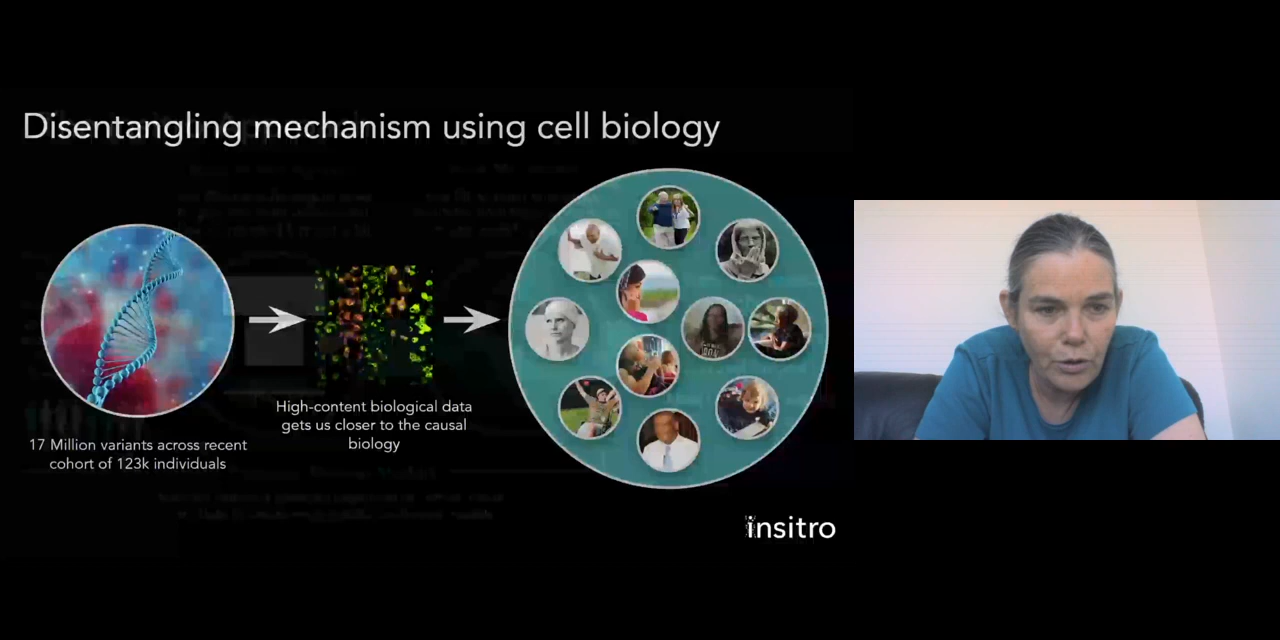 Disentangling mechanism using cell biology
17 Million variants across recent
cohort of 123k individuals
High-content biological data
gets us closer to the causal
biology
insitro